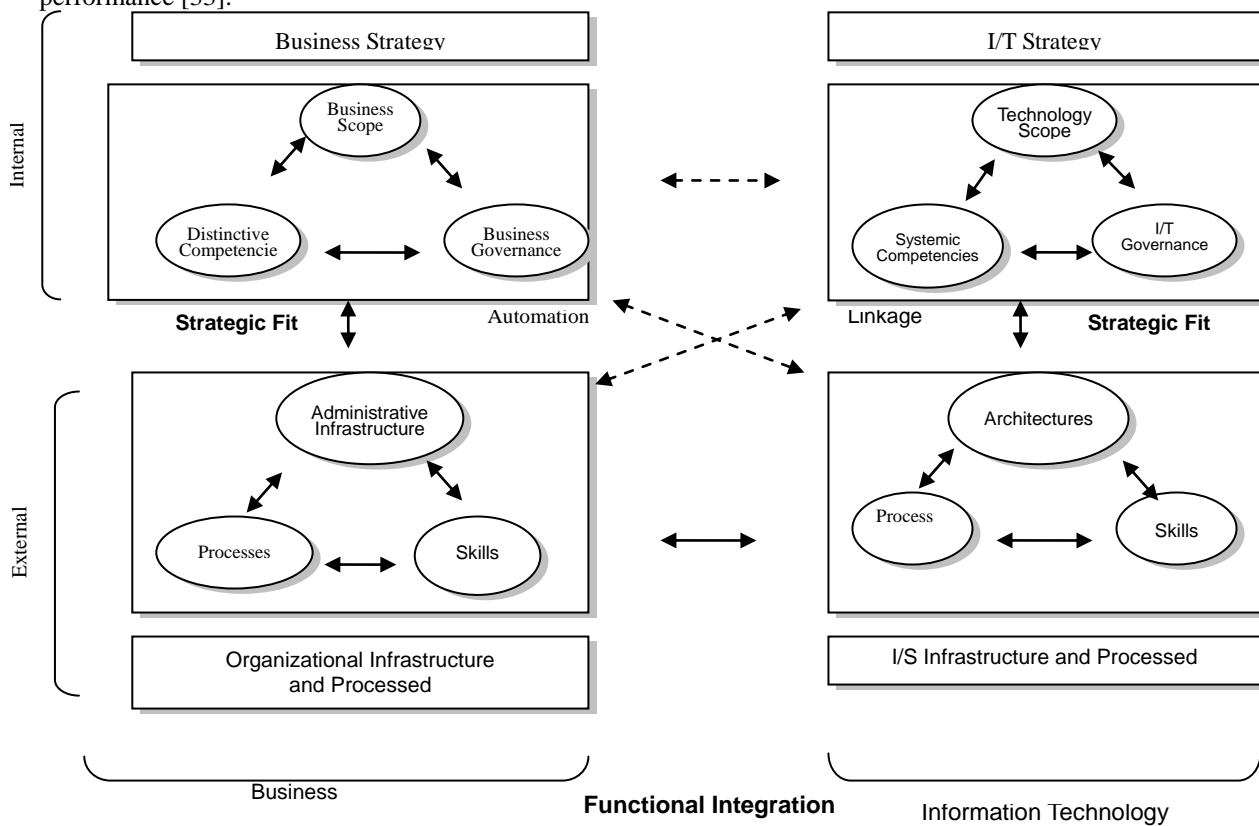 performance [33].
Business Strategy
I/T Strategy
Internal
Business
Scope
Technology
Scope
Distinctive
Competencie
Business
Governance
Systemic
Competencies
I/T
Governance
Strategic Fit
Automation
Linkage
Strategic Fit
External
Administrative
Infrastructure
Architectures
Processes
Skills
Process
Skills
Organizational Infrastructure
and Processed
I/S Infrastructure and Processed
Business
Functional Integration
Information Technology